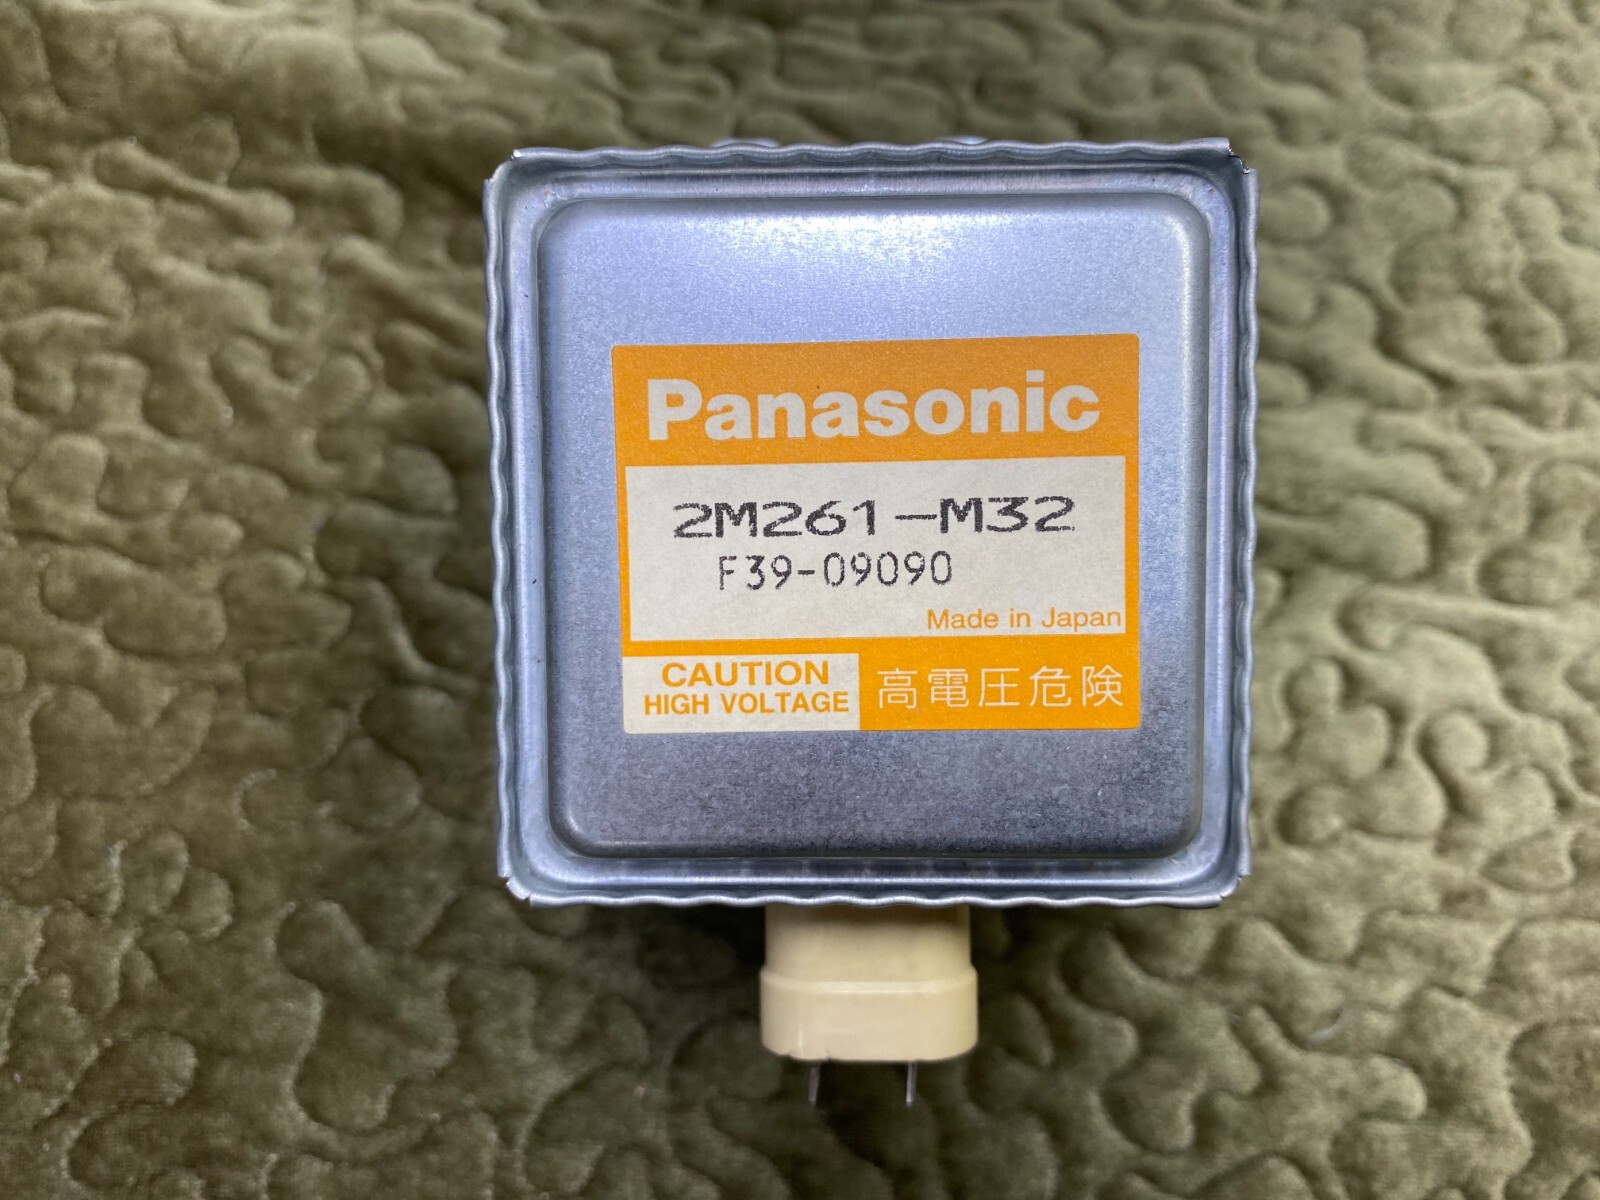 Panasonic
2M261-M32
F39-09090
Made in Japan
CAUTION
HIGH VOLTAGE
高電圧危険